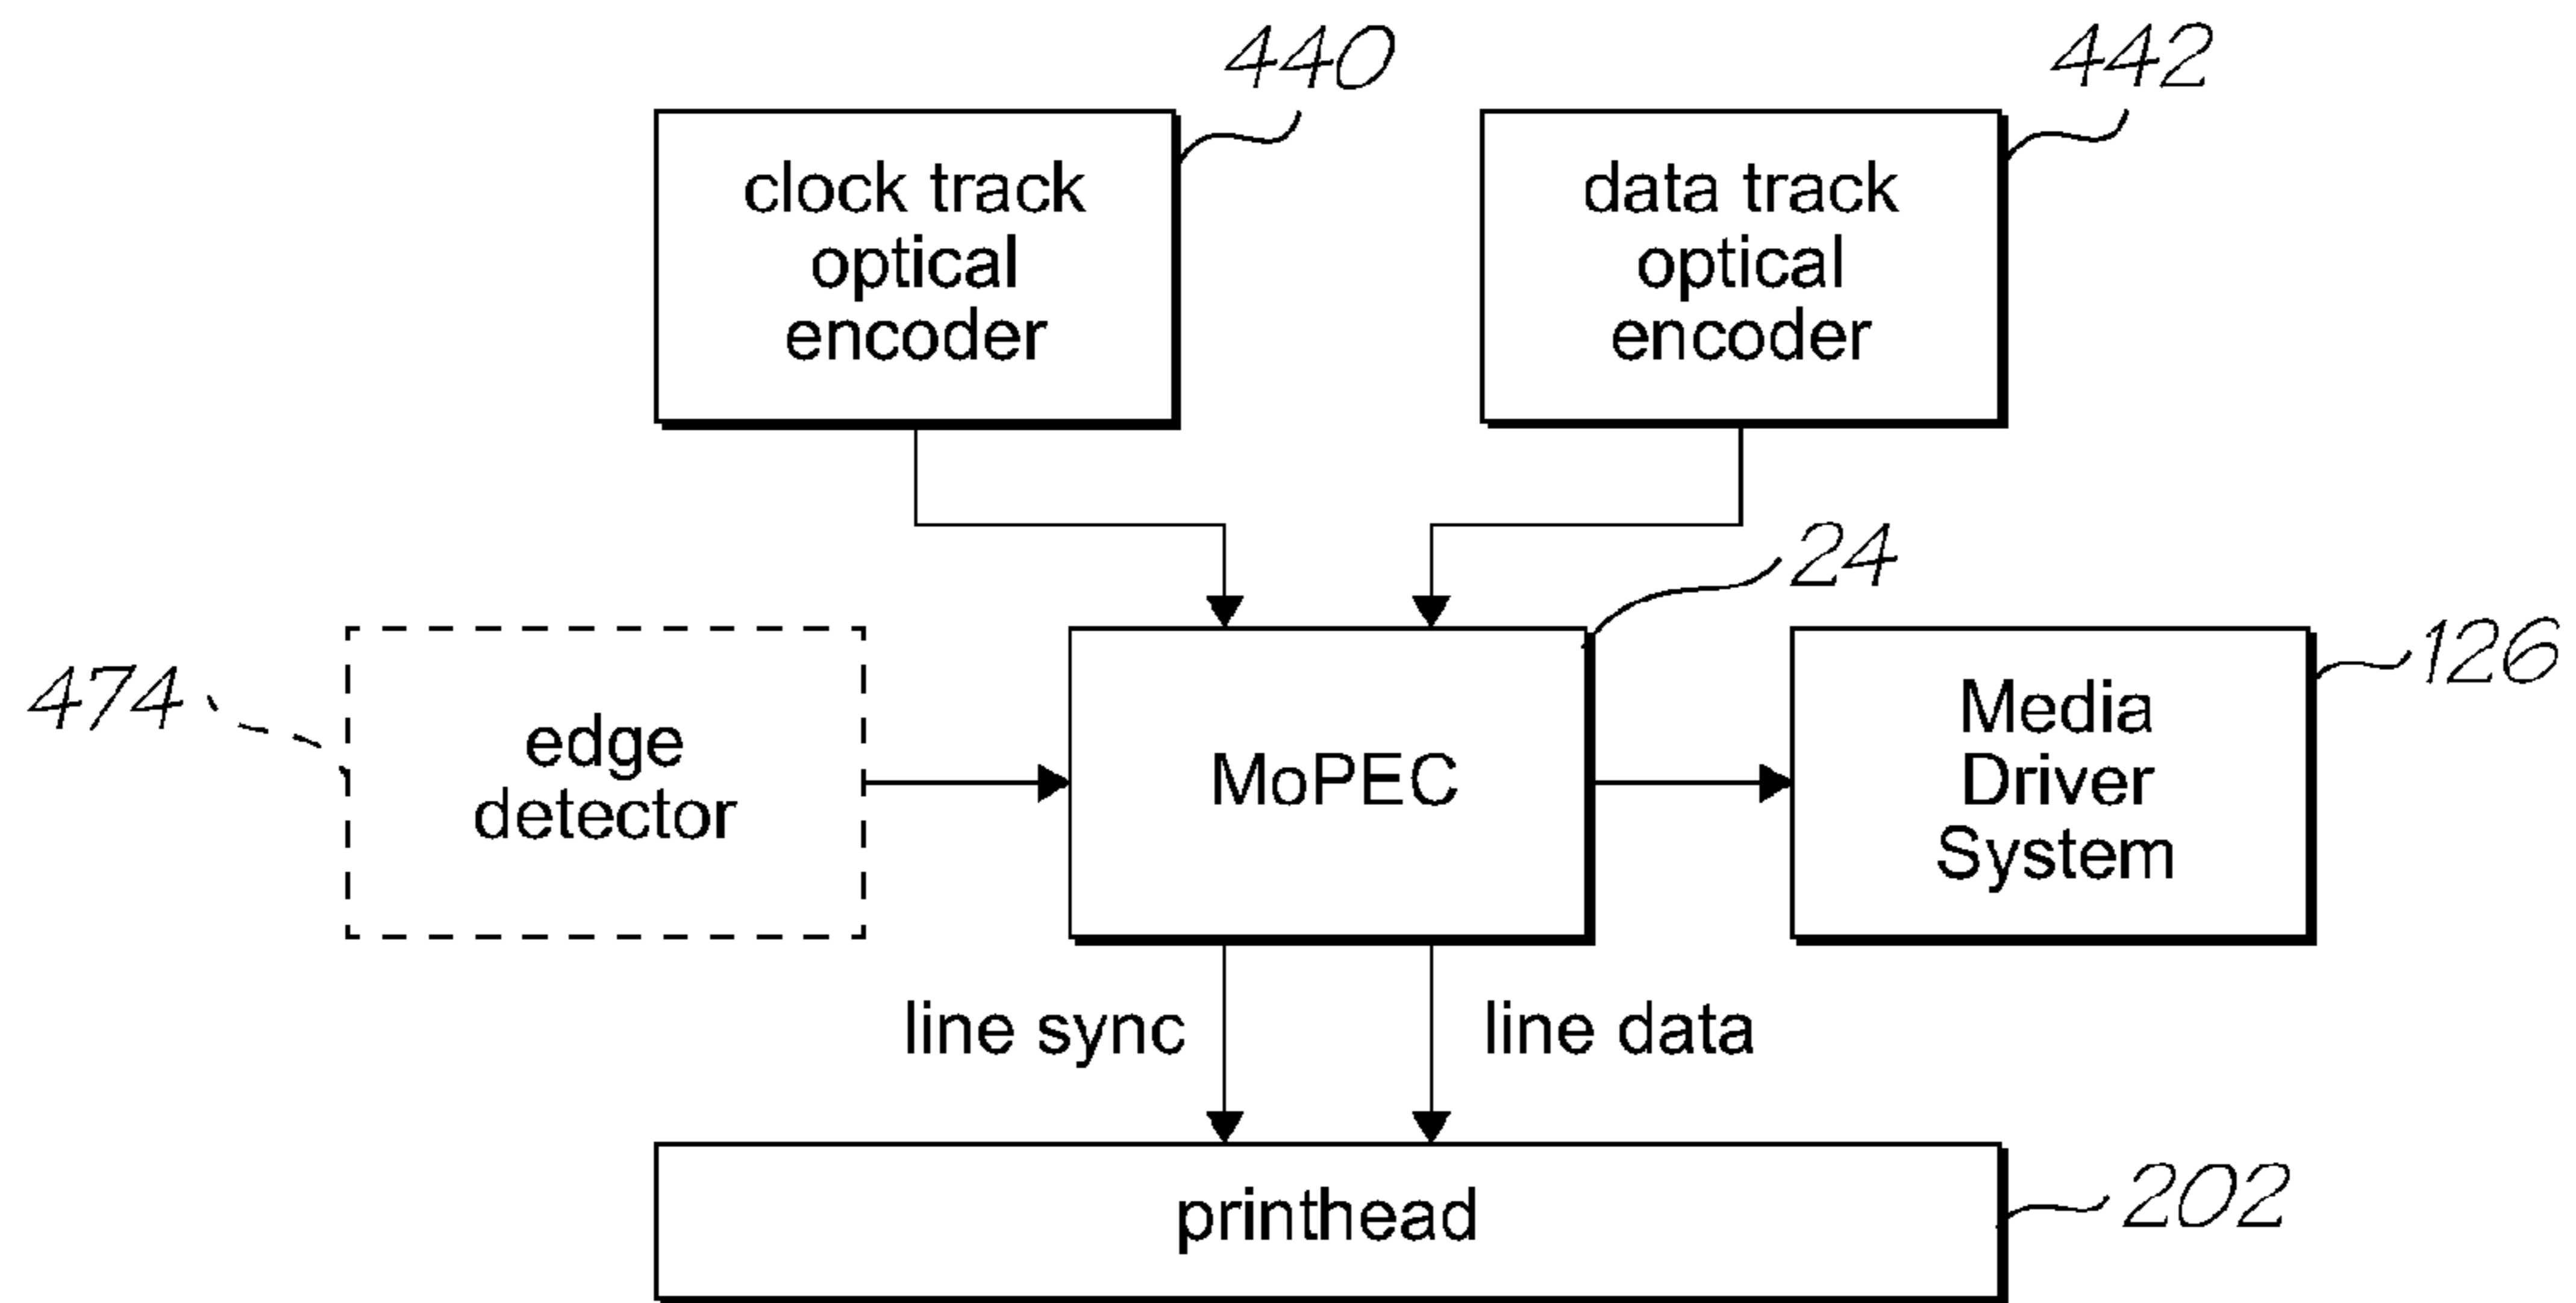 440
442
clock track
optical
encoder
data track
optical
encoder
24
126
474
edge
detector
MoPEC
Media
Driver
System
line sync
line data
printhead
202